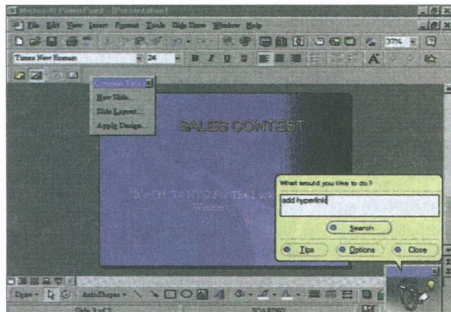 Microsoft PowerPoint - [Presentation]
File Edit View Insert Format Tools Slide Show Window Help
37%
Times New Roman 24 B I U S
Common Tasks
New Slide...
Slide Layout...
Apply Design...
SALES CONTEST
What would you like to do?
add hyperlink
Search
Tips Options Close
Draw AutoShapes
SOARING